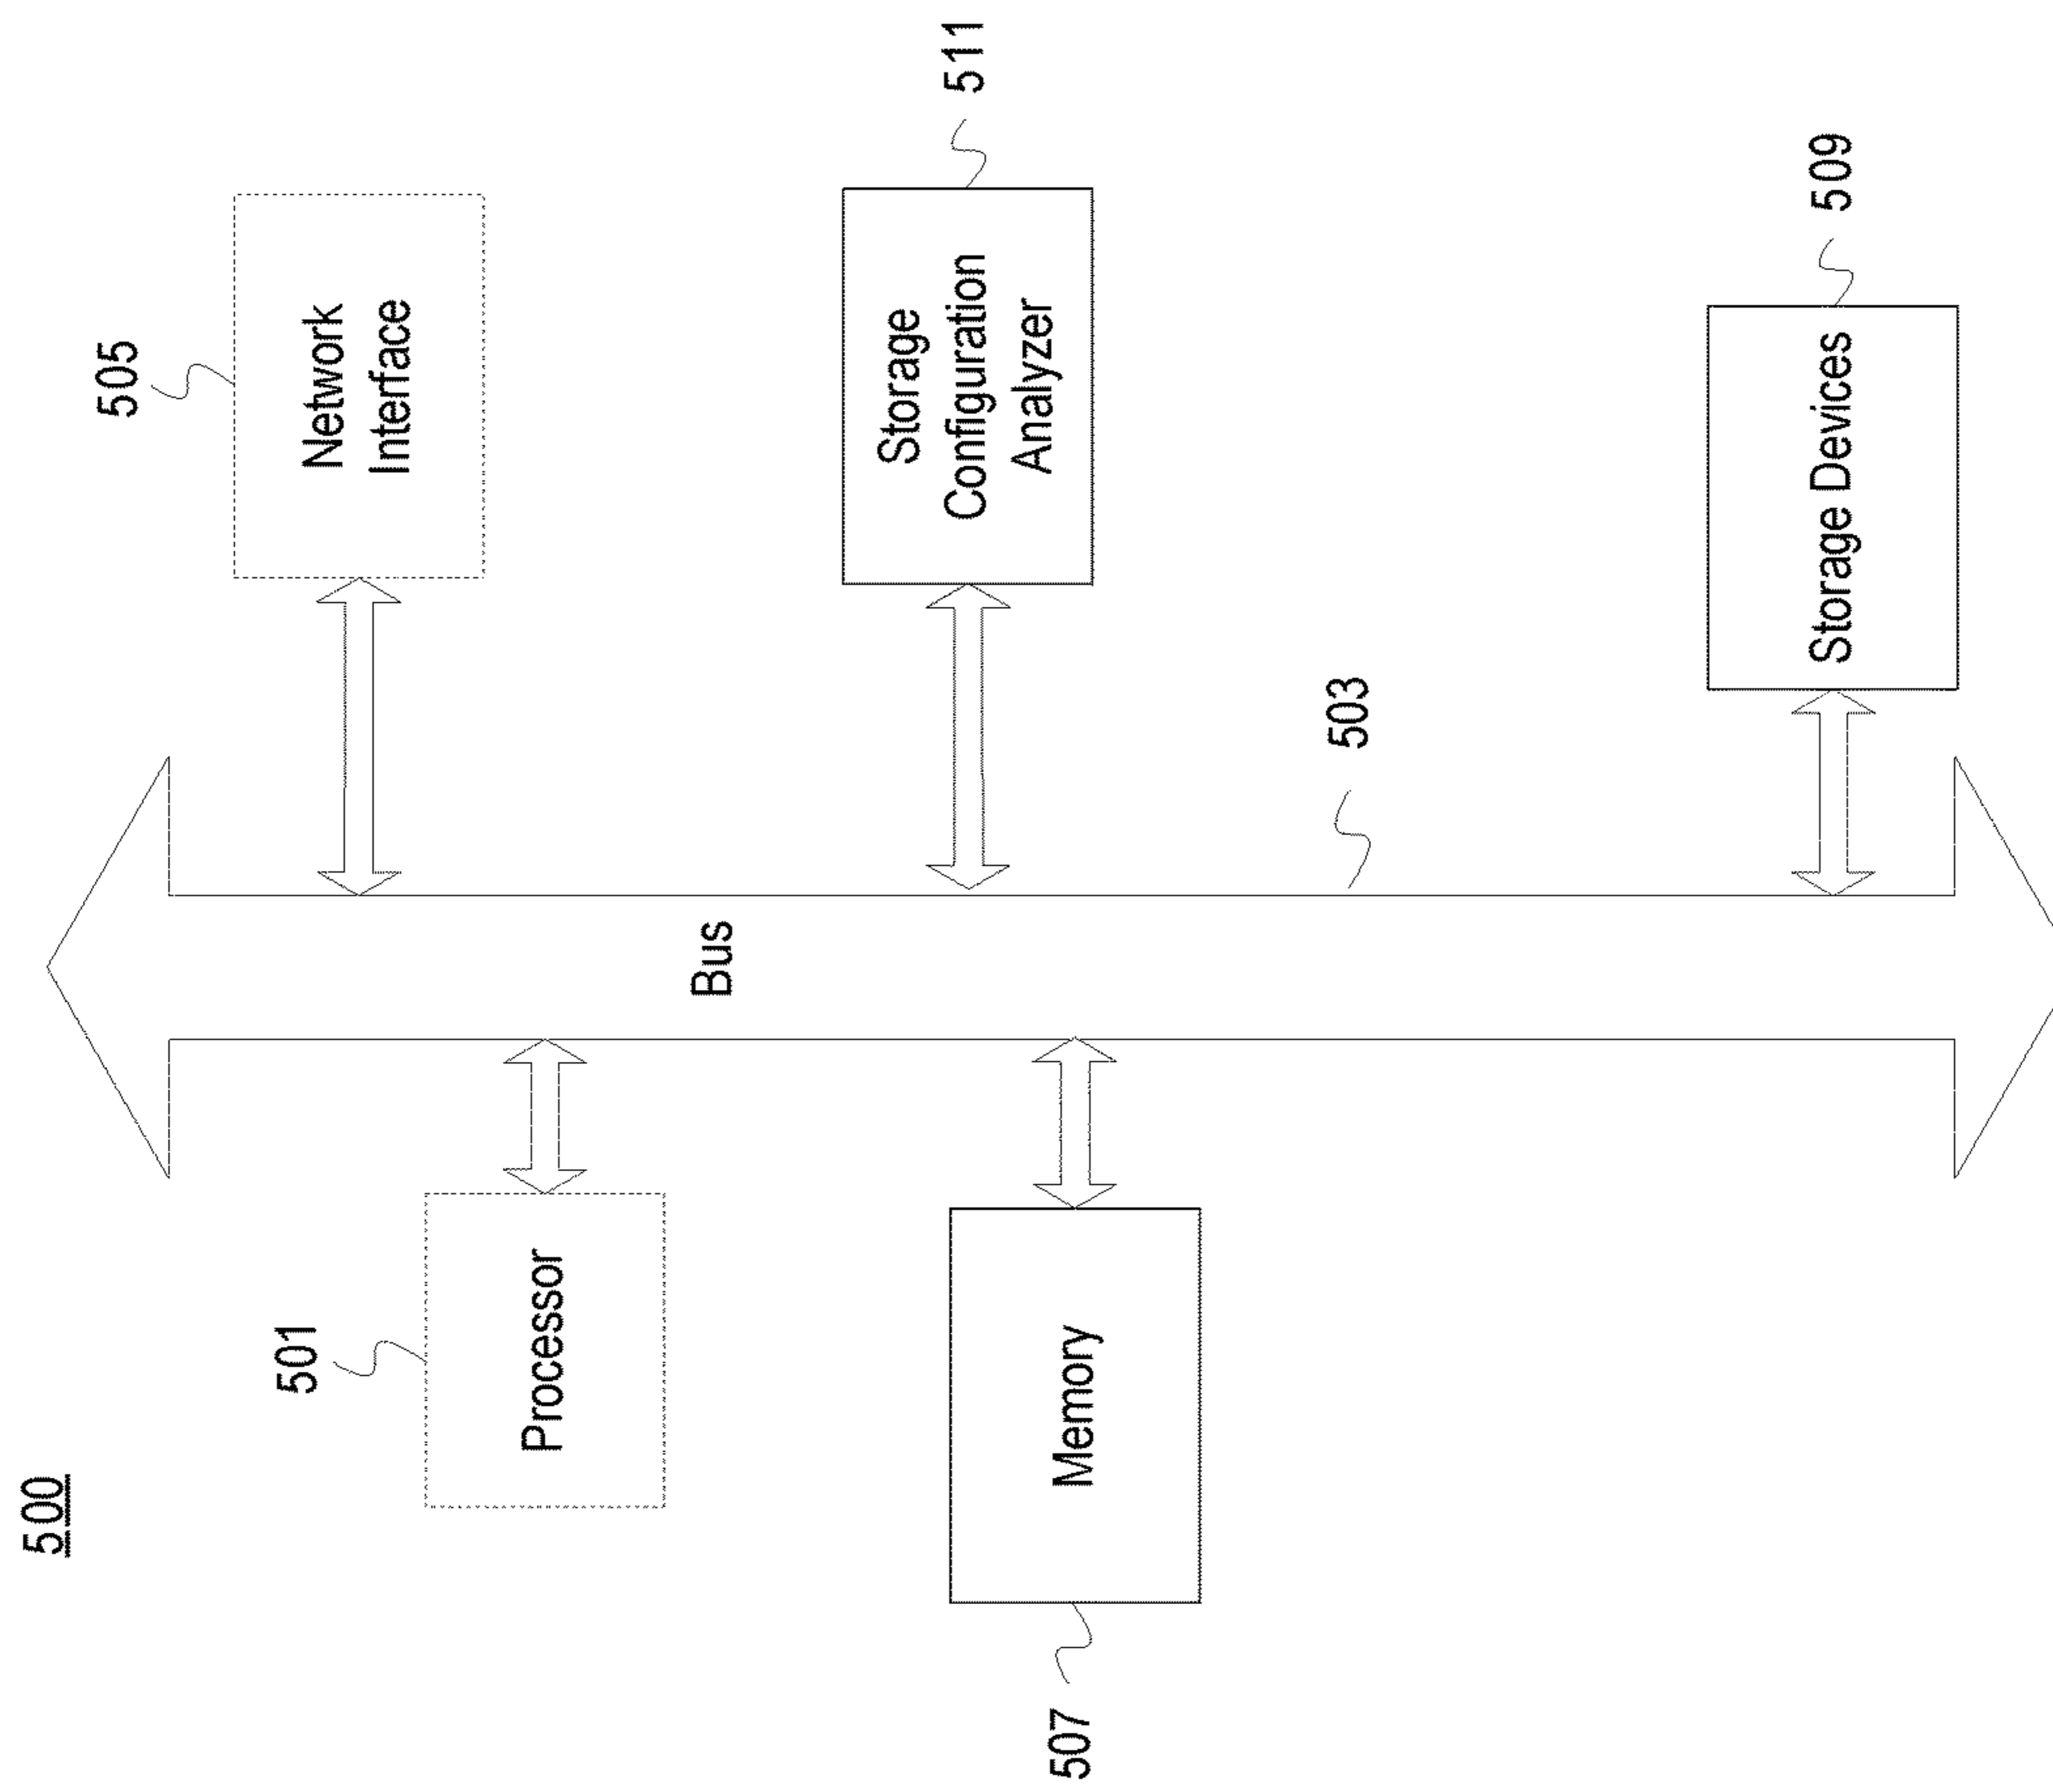 500
501
Processor
507
Memory
Bus
503
505
Network
Interface
511
Storage
Configuration
Analyzer
509
Storage Devices